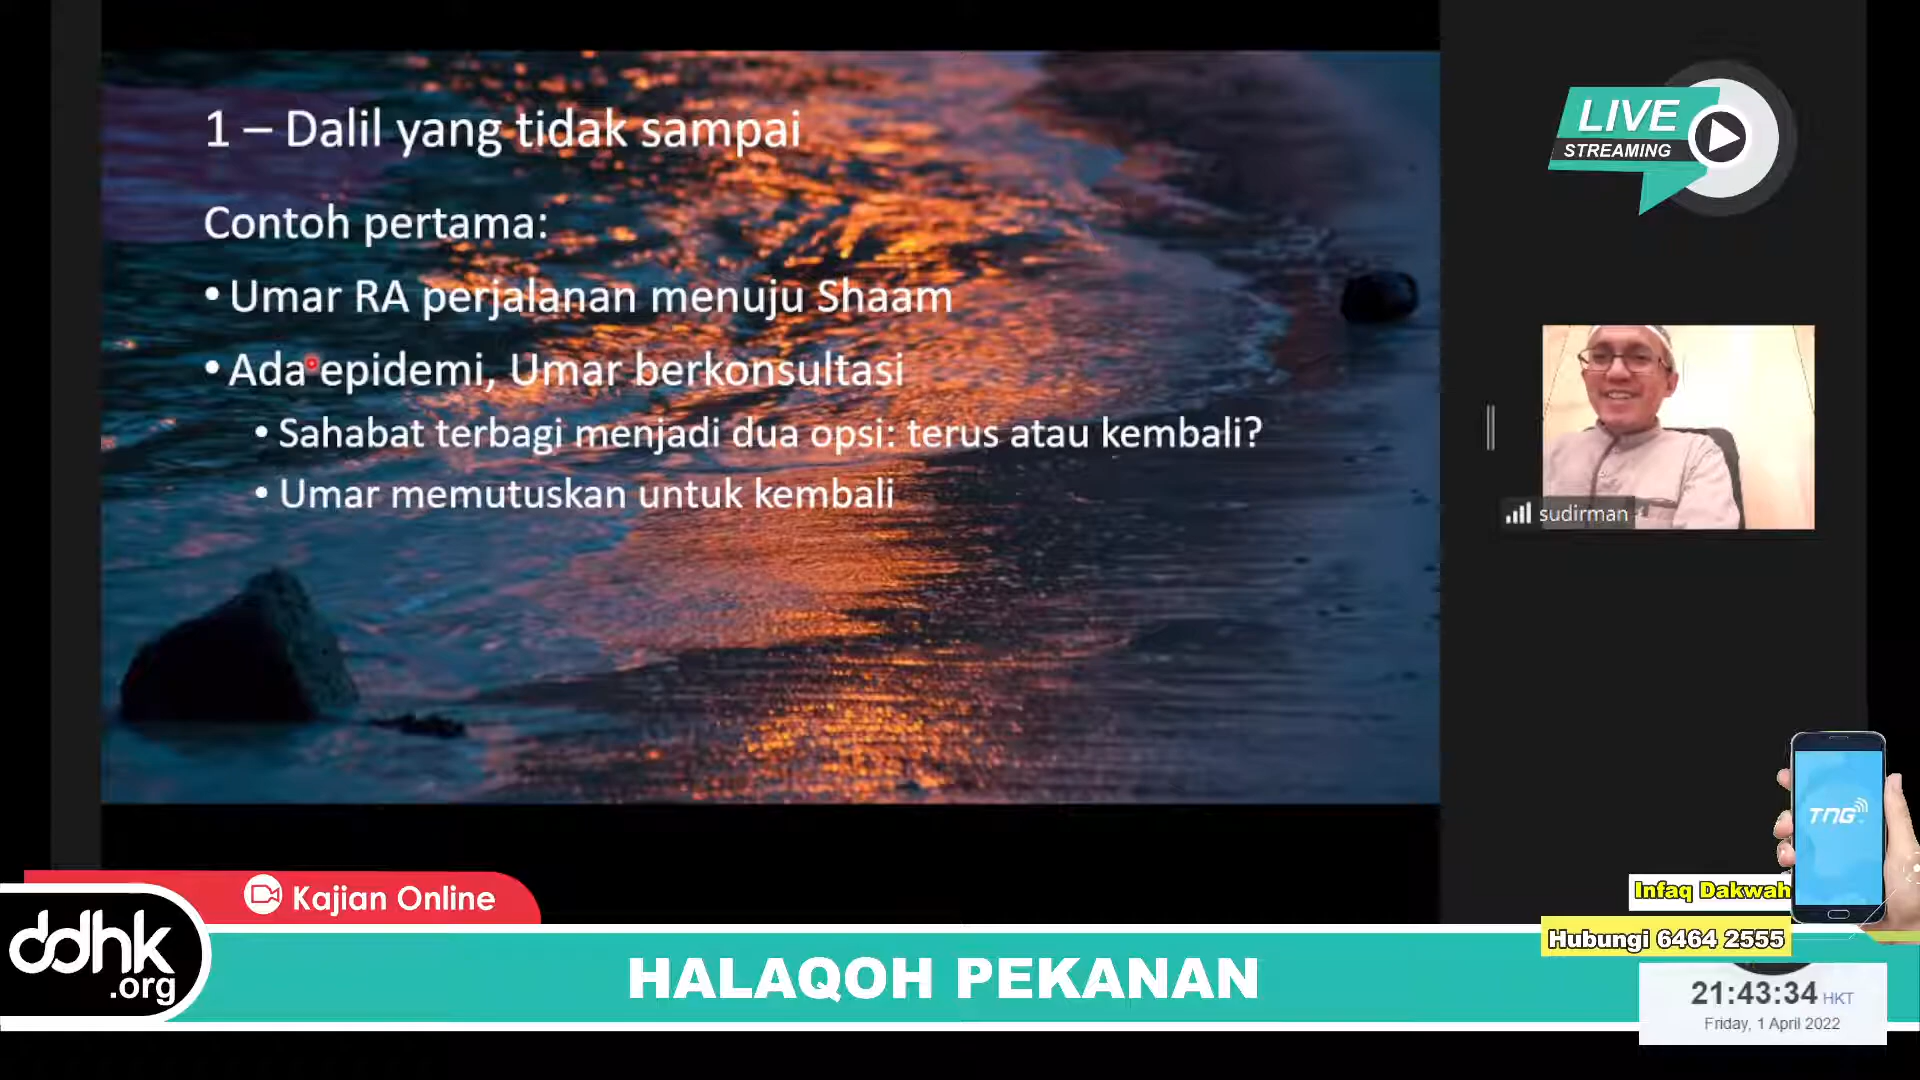 1 – Dalil yang tidak sampai
Contoh pertama:
• Umar RA perjalanan menuju Shaam
• Ada epidemi, Umar berkonsultasi
• Sahabat terbagi menjadi dua opsi: terus atau kembali?
• Umar memutuskan untuk kembali
LIVE
STREAMING
sudirman
TNG
Infaq Dakwah
Hubungi 6464 2555
Kajian Online
ddhk
.org
HALAQOH PEKANAN
21:43:34 HKT
Friday, 1 April 2022